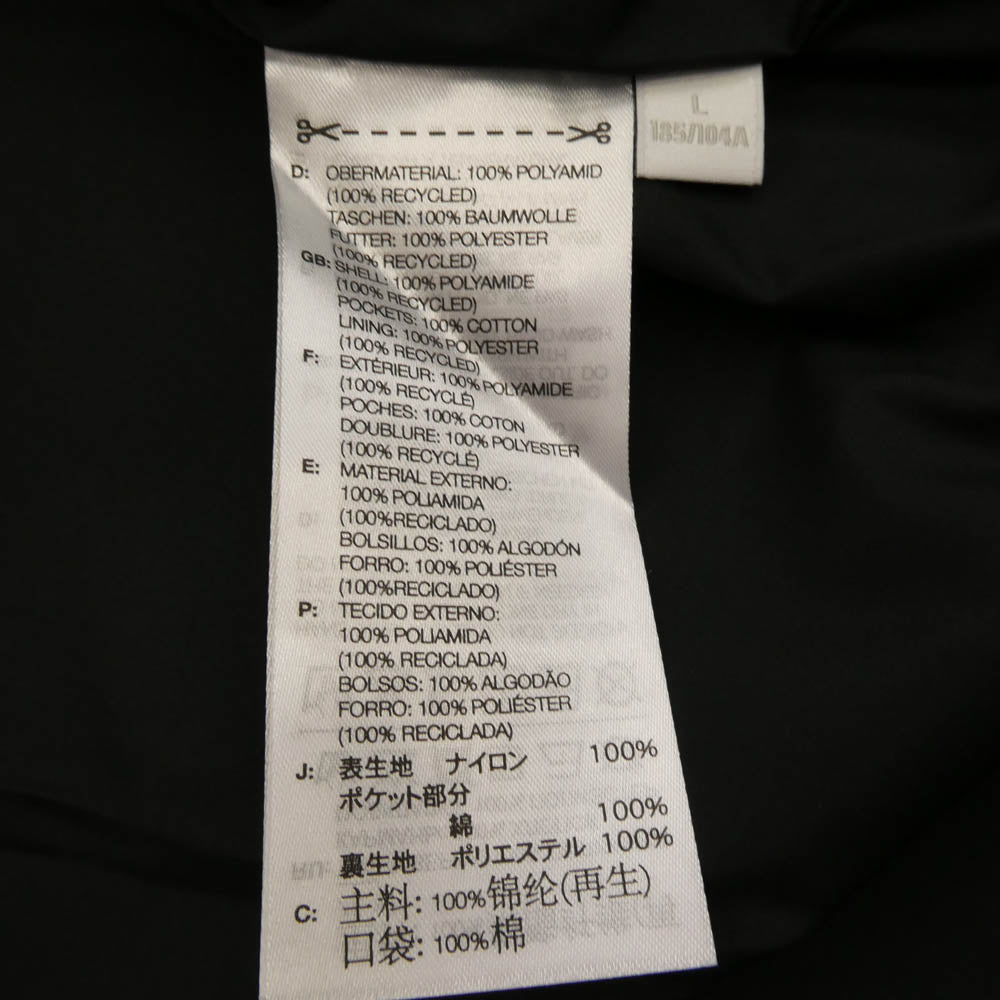 L
185/104A
D: OBERMATERIAL: 100% POLYAMID
(100% RECYCLED)
TASCHEN: 100% BAUMWOLLE
FUTTER: 100% POLYESTER
(100% RECYCLED)
GB: SHELL: 100% POLYAMIDE
(100% RECYCLED)
POCKETS: 100% COTTON
LINING: 100% POLYESTER
(100% RECYCLED)
F: EXTÉRIEUR: 100% POLYAMIDE
(100% RECYCLÉ)
POCHES: 100% COTON
DOUBLURE: 100% POLYESTER
(100% RECYCLÉ)
E: MATERIAL EXTERNO:
100% POLIAMIDA
(100%RECICLADO)
BOLSILLOS: 100% ALGODÓN
FORRO: 100% POLIÉSTER
(100%RECICLADO)
P: TECIDO EXTERNO:
100% POLIAMIDA
(100% RECICLADA)
BOLSOS: 100% ALGODÃO
FORRO: 100% POLIÉSTER
(100% RECICLADA)
J: 表生地 ナイロン 100%
ポケット部分
綿 100%
裏生地 ポリエステル 100%
C: 主料: 100%锦纶(再生)
口袋: 100%棉